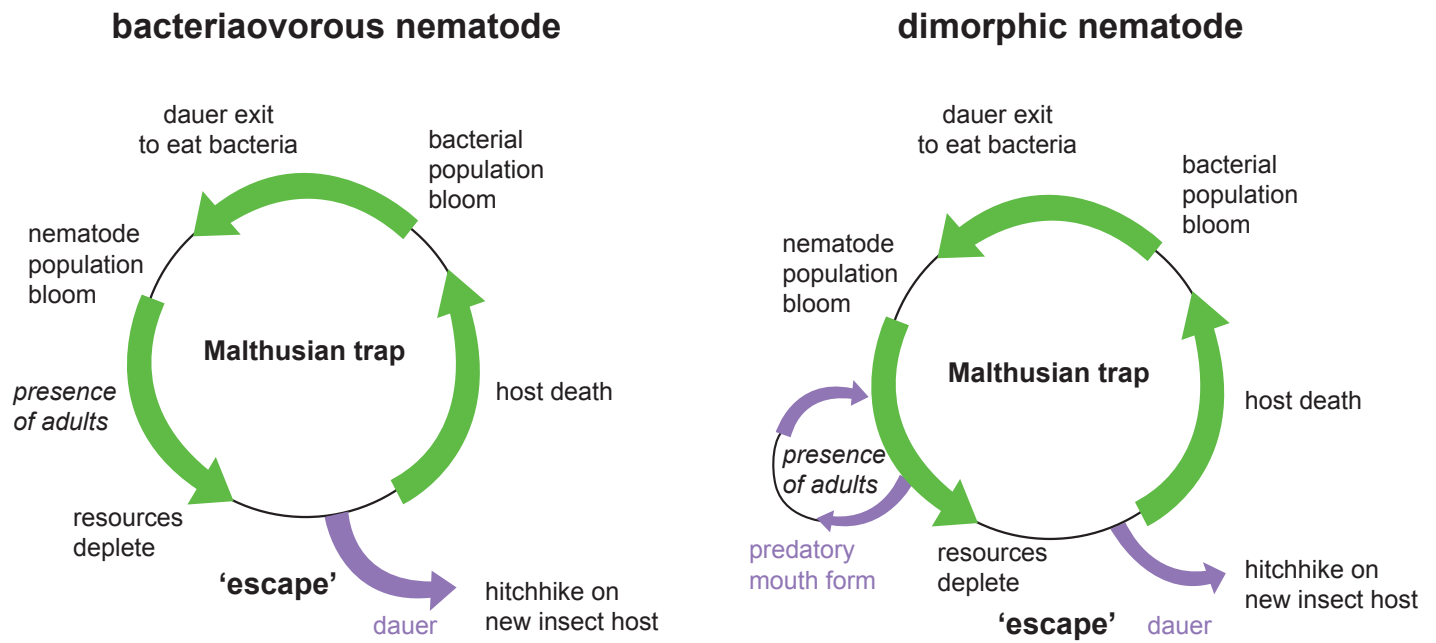 bacteriaovorous nematode
dauer exit
to eat bacteria
bacterial
population
bloom
nematode
population
bloom
Malthusian trap
presence
of adults
host death
resources
deplete
'escape'
dauer
hitchhike on
new insect host
dimorphic nematode
dauer exit
to eat bacteria
bacterial
population
bloom
nematode
population
bloom
Malthusian trap
host death
presence
of adults
predatory
mouth form
resources
deplete
'escape'
dauer
hitchhike on
new insect host